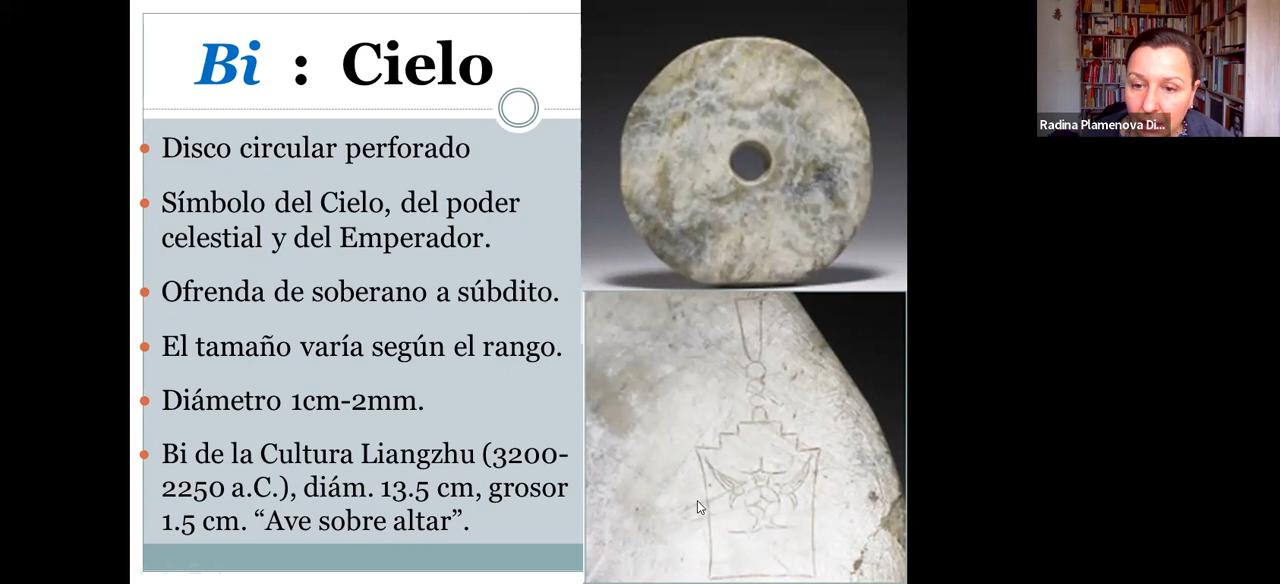 Bi : Cielo
Disco circular perforado
Símbolo del Cielo, del poder
celestial y del Emperador.
Ofrenda de soberano a súbdito.
El tamaño varía según el rango.
Diámetro 1cm-2mm.
Bi de la Cultura Liangzhu (3200-
2250 a.C.), diám. 13.5 cm, grosor
1.5 cm. “Ave sobre altar”.
Radina Plamenova Di...